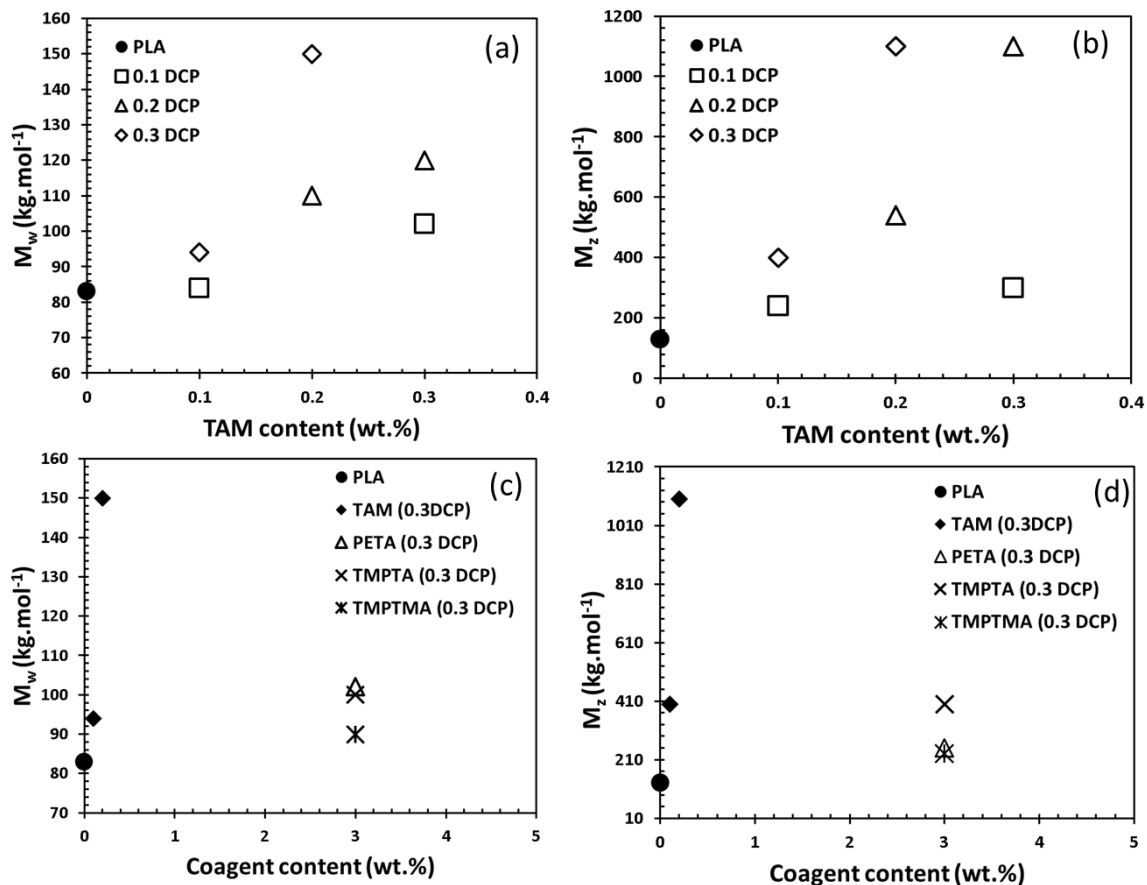 (a)
M_w (kg.mol⁻¹)
160
150
140
130
120
110
100
90
80
70
60
PLA
0.1 DCP
0.2 DCP
0.3 DCP
0 0.1 0.2 0.3 0.4
TAM content (wt.%)
(b)
M_z (kg.mol⁻¹)
1200
1000
800
600
400
200
0
PLA
0.1 DCP
0.2 DCP
0.3 DCP
0 0.1 0.2 0.3 0.4
TAM content (wt.%)
(c)
M_w (kg.mol⁻¹)
160
150
140
130
120
110
100
90
80
70
PLA
TAM (0.3DCP)
PETA (0.3 DCP)
TMPTA (0.3 DCP)
TMPTMA (0.3 DCP)
0 1 2 3 4 5
Coagent content (wt.%)
(d)
M_z (kg.mol⁻¹)
1210
1010
810
610
410
210
10
PLA
TAM (0.3DCP)
PETA (0.3 DCP)
TMPTA (0.3 DCP)
TMPTMA (0.3 DCP)
0 1 2 3 4 5
Coagent content (wt.%)